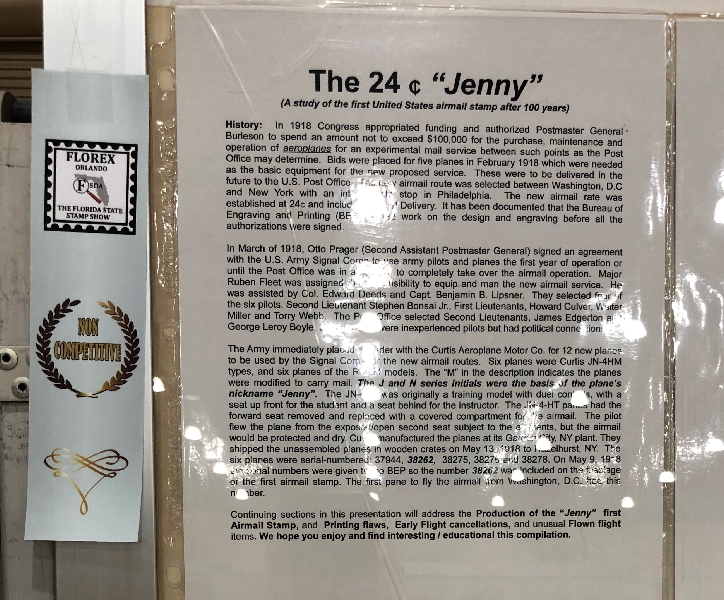 FLOREX
ORLANDO
F SDA
THE FLORIDA STATE
STAMP SHOW
NON
COMPETITIVE
The 24 ¢ “Jenny”
(A study of the first United States airmail stamp after 100 years)
History: In 1918 Congress appropriated funding and authorized Postmaster General
Burleson to spend an amount not to exceed $100,000 for the purchase, maintenance and
operation of aeroplanes for an experimental mail service between such points as the Post
Office may determine. Bids were placed for five planes in February 1918 which were needed
as the basic equipment for the new proposed service. These were to be delivered in the
future to the U.S. Post Office. airmail route was selected between Washington, D.C
and New York with an stop in Philadelphia. The new airmail rate was
established at 24c and Delivery. It has been documented that the Bureau of
Engraving and Printing work on the design and engraving before all the
authorizations were signed.
In March of 1918, Otto Prager (Second Assistant Postmaster General) signed an agreement
with the U.S. Army Signal Corps to use army pilots and planes the first year of operation or
until the Post Office was in a to completely take over the airmail operation. Major
Ruben Fleet was assigned to equip and man the new airmail service. He
was assisted by Col. Edward Deeds and Capt. Benjamin B. Lipsner. They selected four of
the six pilots. Second Lieutenant Stephen Bonsai Jr., First Lieutenants, Howard Culver, Walter
Miller and Torry Webb. The Post Office selected Second Lieutenants, James Edgerton and
George Leroy Boyle. were inexperienced pilots but had political connections.
The Army immediately placed order with the Curtis Aeroplane Motor Co. for 12 new planes
to be used by the Signal Corps the new airmail routes. Six planes were Curtis JN-4HM
types, and six planes of the models. The “M” in the description indicates the planes
were modified to carry mail. The J and N series initials were the basis of the plane’s
nickname “Jenny”. The was originally a training model with duel controls, with a
seat up front for the student and a seat behind for the instructor. The JN-4-HT had the
forward seat removed and replaced with a covered compartment for the airmail. The pilot
flew the plane from the exposed/open second seat subject to the elements, but the airmail
would be protected and dry. Curtis manufactured the planes at its Garden City, NY plant. They
shipped the unassembled planes in wooden crates on May 13, 1918 to Hazelhurst, NY. The
six planes were serial-numbered: 37944, 38262, 38275, 38276 and 38278. On May 9, 1918
numbers were given to BEP so the number 38262 was included on the
of the first airmail stamp. The first pane to fly the airmail from Washington, D.C. this
number.
Continuing sections in this presentation will address the Production of the “Jenny” first
Airmail Stamp, and Printing flaws, Early Flight cancellations, and unusual Flown flight
items. We hope you enjoy and find interesting / educational this compilation.